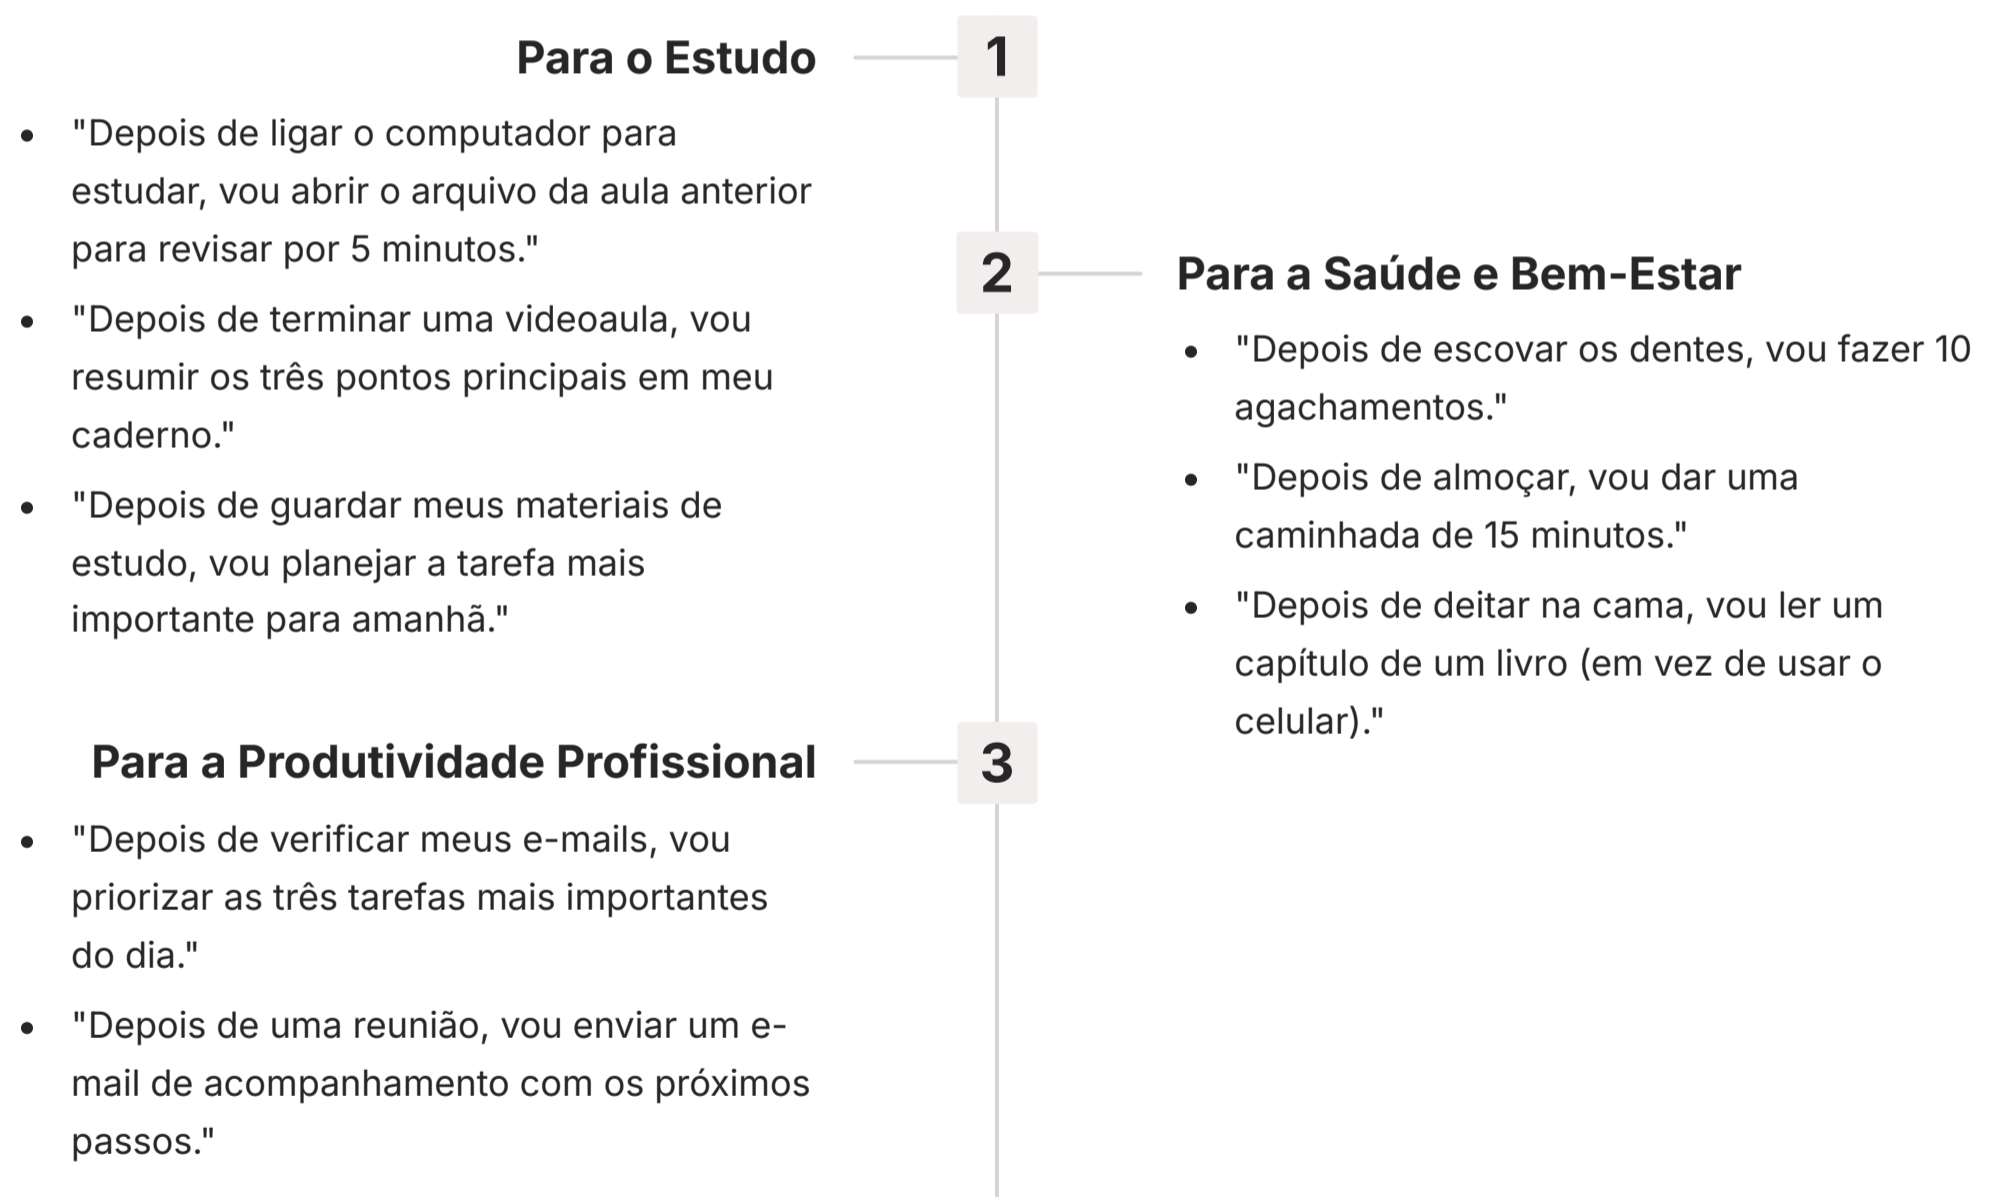 Para o Estudo
1
"Depois de ligar o computador para
estudar, vou abrir o arquivo da aula anterior
para revisar por 5 minutos."
"Depois de terminar uma videoaula, vou
resumir os três pontos principais em meu
caderno."
"Depois de guardar meus materiais de
estudo, vou planejar a tarefa mais
importante para amanhã."
2
Para a Saúde e Bem-Estar
"Depois de escovar os dentes, vou fazer 10
agachamentos."
"Depois de almoçar, vou dar uma
caminhada de 15 minutos."
"Depois de deitar na cama, vou ler um
capítulo de um livro (em vez de usar o
celular)."
Para a Produtividade Profissional
3
"Depois de verificar meus e-mails, vou
priorizar as três tarefas mais importantes
do dia."
"Depois de uma reunião, vou enviar um e-
mail de acompanhamento com os próximos
passos."